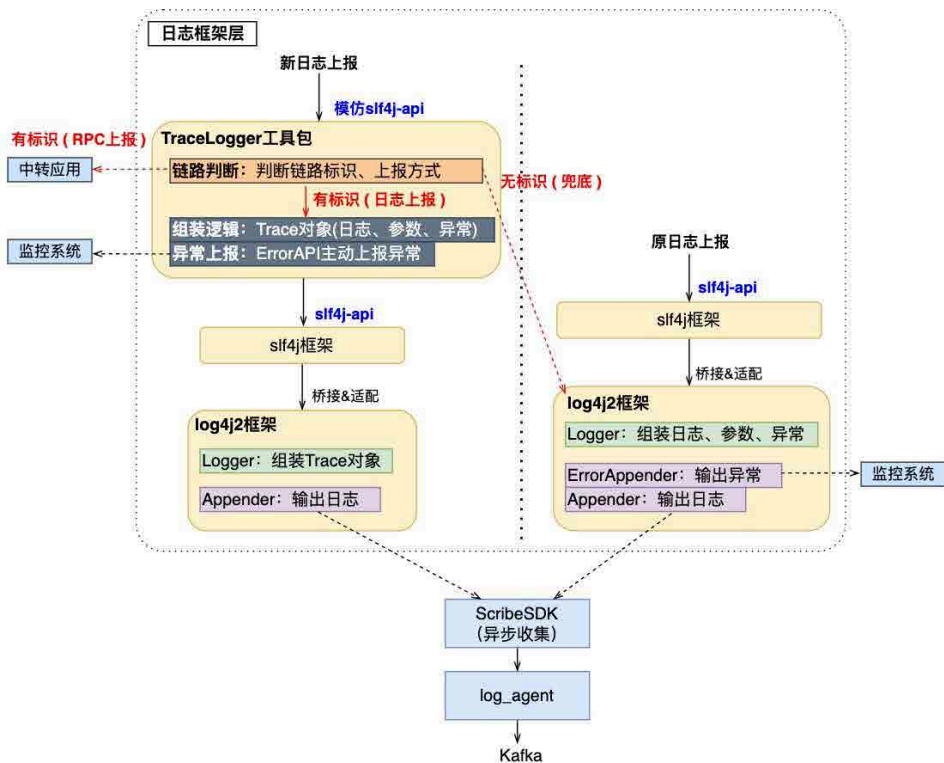 日志框架层
新日志上报
模仿slf4j-api
有标识 ( RPC上报 )
TraceLogger工具包
中转应用
链路判断：判断链路标识、上报方式
无标识 ( 兜底 )
有标识 ( 日志上报 )
组装逻辑：Trace对象(日志、参数、异常)
监控系统
异常上报：ErrorAPI主动上报异常
原日志上报
slf4j-api
slf4j-api
slf4j框架
slf4j框架
桥接&适配
桥接&适配
log4j2框架
log4j2框架
Logger：组装日志、参数、异常
Logger：组装Trace对象
ErrorAppender：输出异常
监控系统
Appender：输出日志
Appender：输出日志
ScribeSDK
（异步收集）
log_agent
Kafka